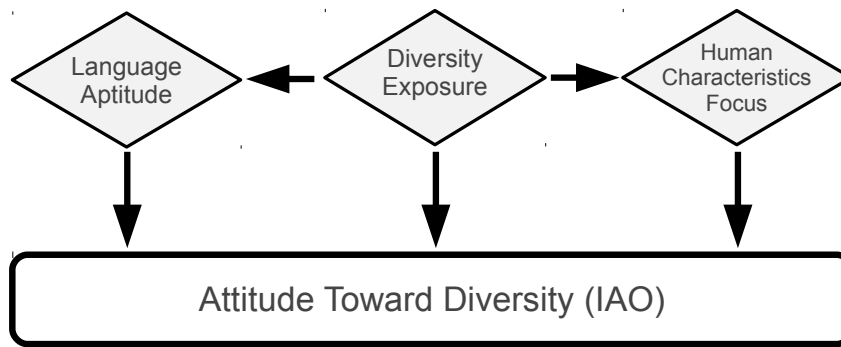 Language
Aptitude
Diversity
Exposure
Human
Characteristics
Focus
Attitude Toward Diversity (IAO)